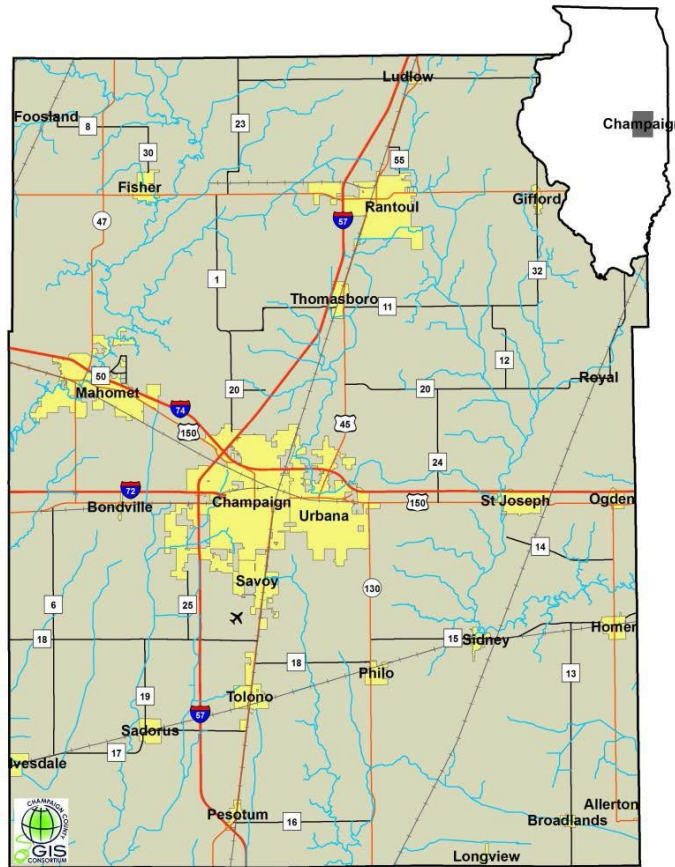 Ludlow
Champaign
Foosland
8
23
30
55
Fisher
Rantoul
Gifford
47
57
32
1
Thomasboro
11
12
50
Mahomet
20
20
Royal
74
150
45
24
72
Bondville
Champaign
150
St Joseph
Ogden
Urbana
14
Savoy
130
6
25
18
15
Sidney
Homer
18
Philo
13
19
Tolono
57
Sadorus
17
lvesdale
CHAMPAIGN COUNTY
GIS
CONSORTIUM
Pesotum
16
Allerton
Broadlands
Longview